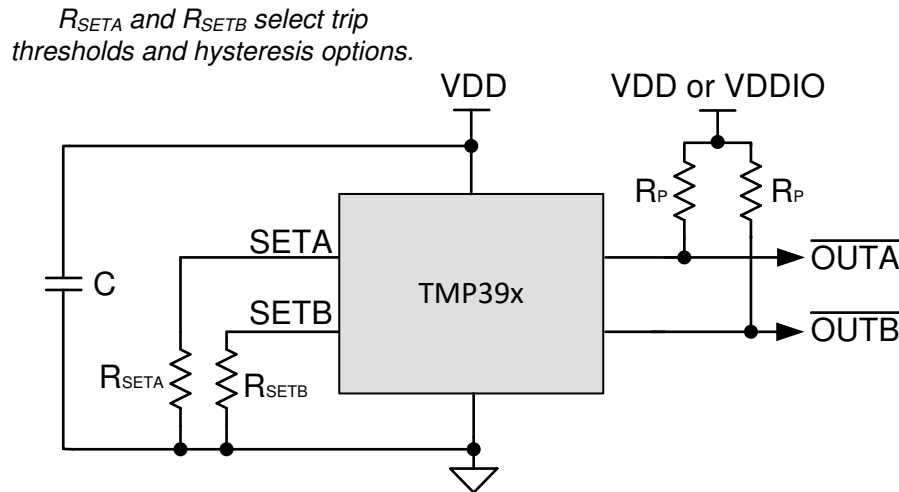 RSETA and RSETB select trip
thresholds and hysteresis options.
VDD
VDD or VDDIO
RP
RP
SETA
OUTA
C
TMP39x
SETB
OUTB
RSETA
RSETB